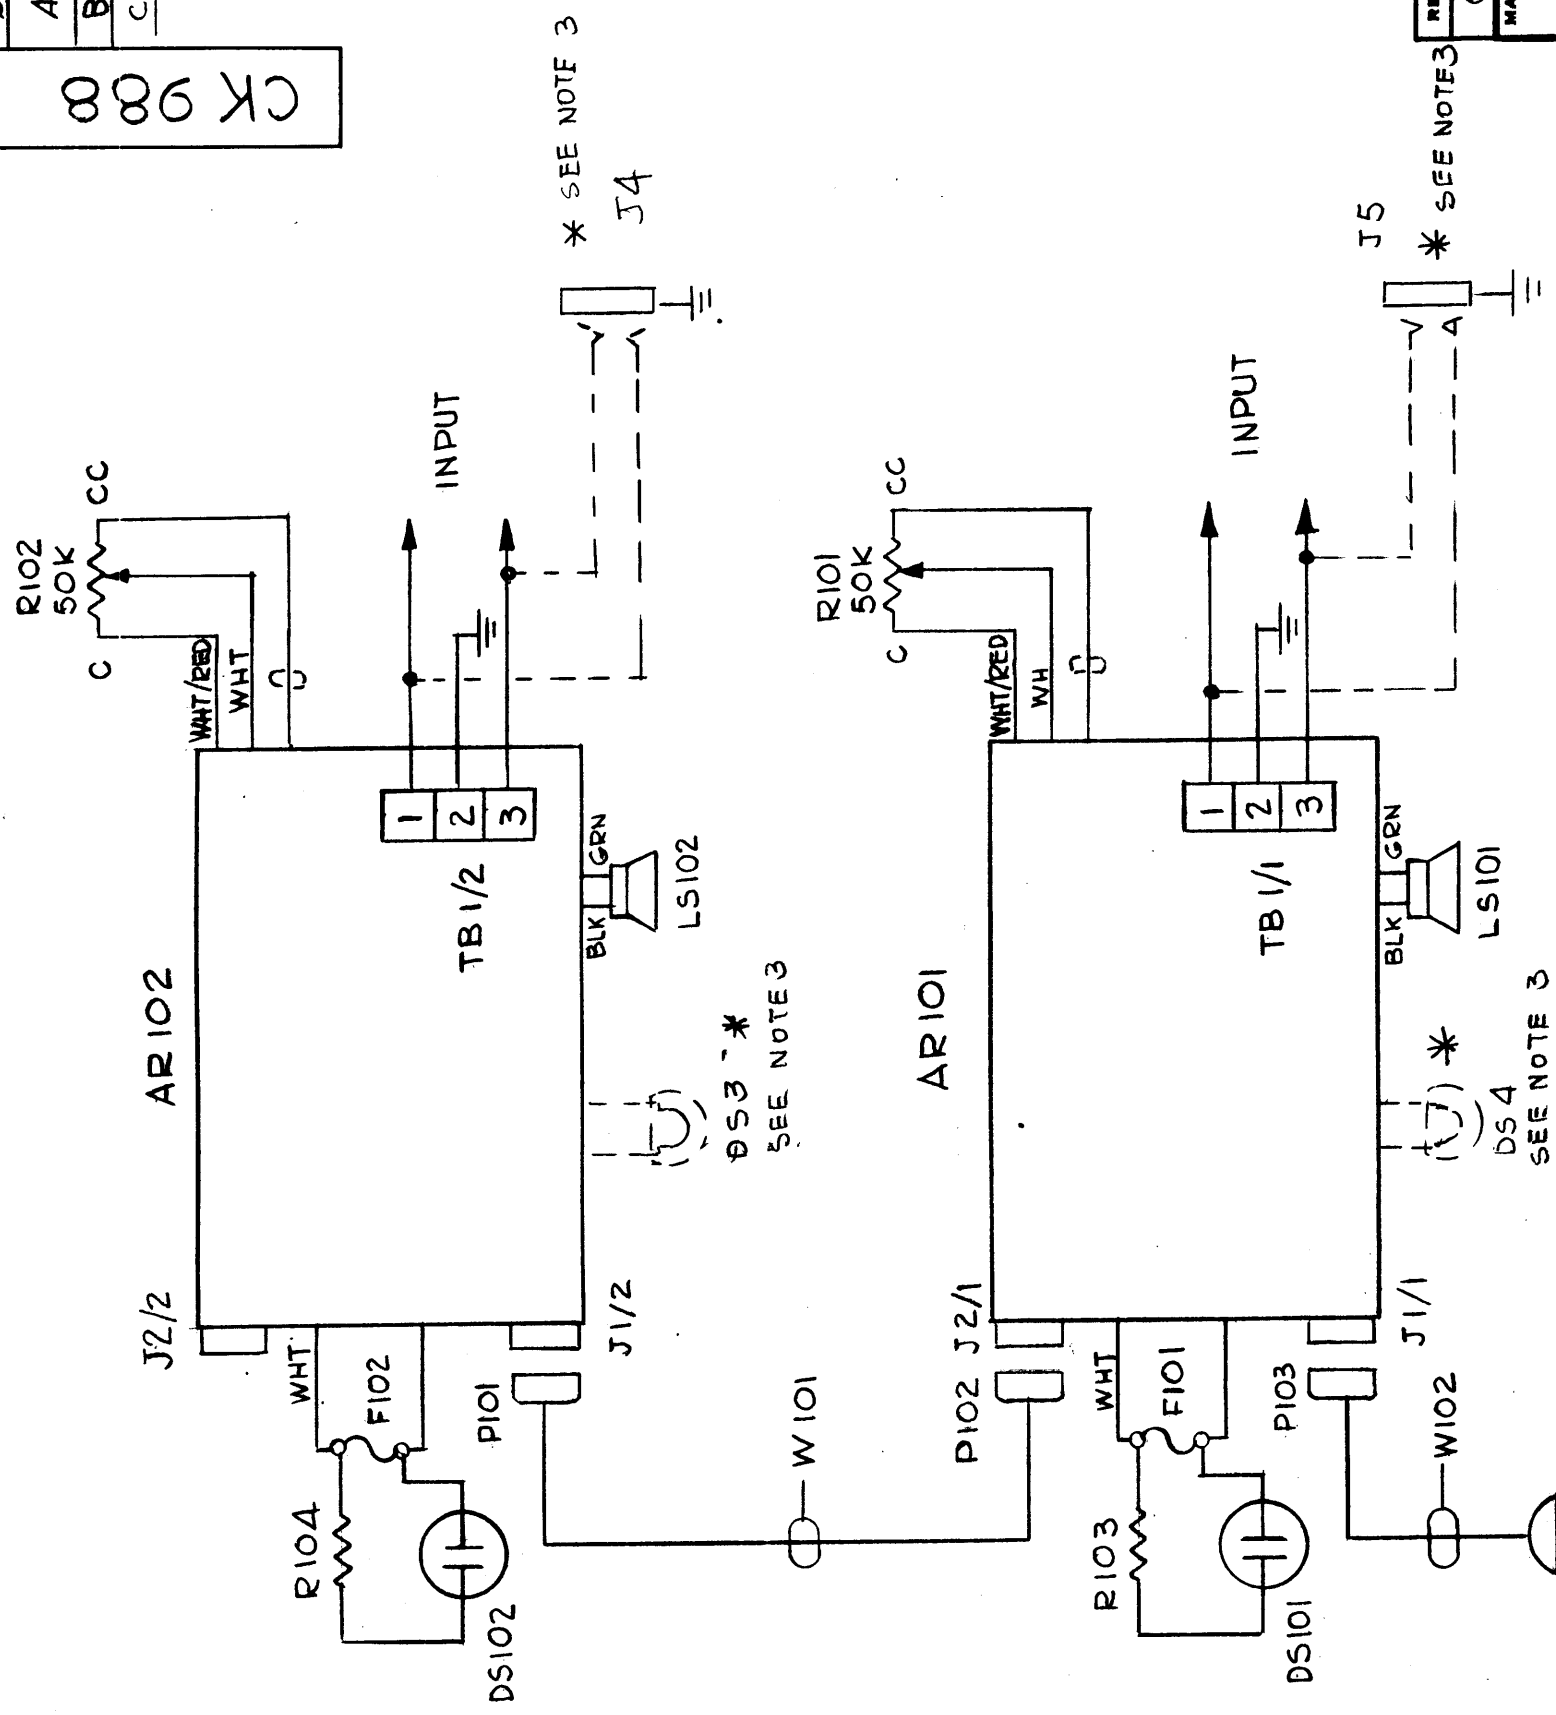 CK 988
A
B
C
RE
MA
R102
50K
C
CC
WHT/RED
WHT
INPUT
* SEE NOTE 3
J4
AR102
TB1/2
1
2
3
BLK
GRN
LS102
DS3 *
SEE NOTE 3
J2/2
WHT
F102
J1/2
P101
R104
DS102
W101
R101
50K
C
CC
WHT/RED
WH
INPUT
J5
* SEE NOTE 3
AR101
TB1/1
1
2
3
BLK
GRN
LS101
*
DS4
SEE NOTE 3
P102
J2/1
WHT
F101
P103
J1/1
R103
DS101
W102